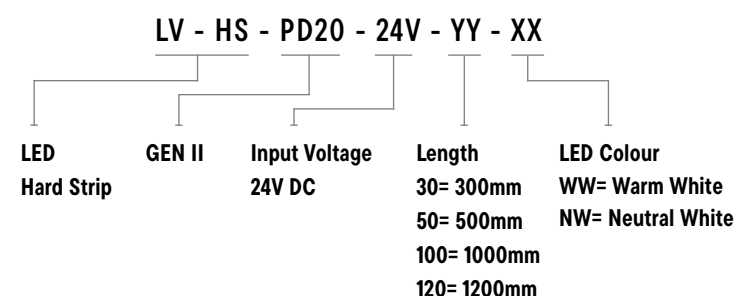 LV - HS - PD20 - 24V - YY - XX
LED
Hard Strip
GEN II
Input Voltage
24V DC
Length
30= 300mm
50= 500mm
100= 1000mm
120= 1200mm
LED Colour
WW= Warm White
NW= Neutral White